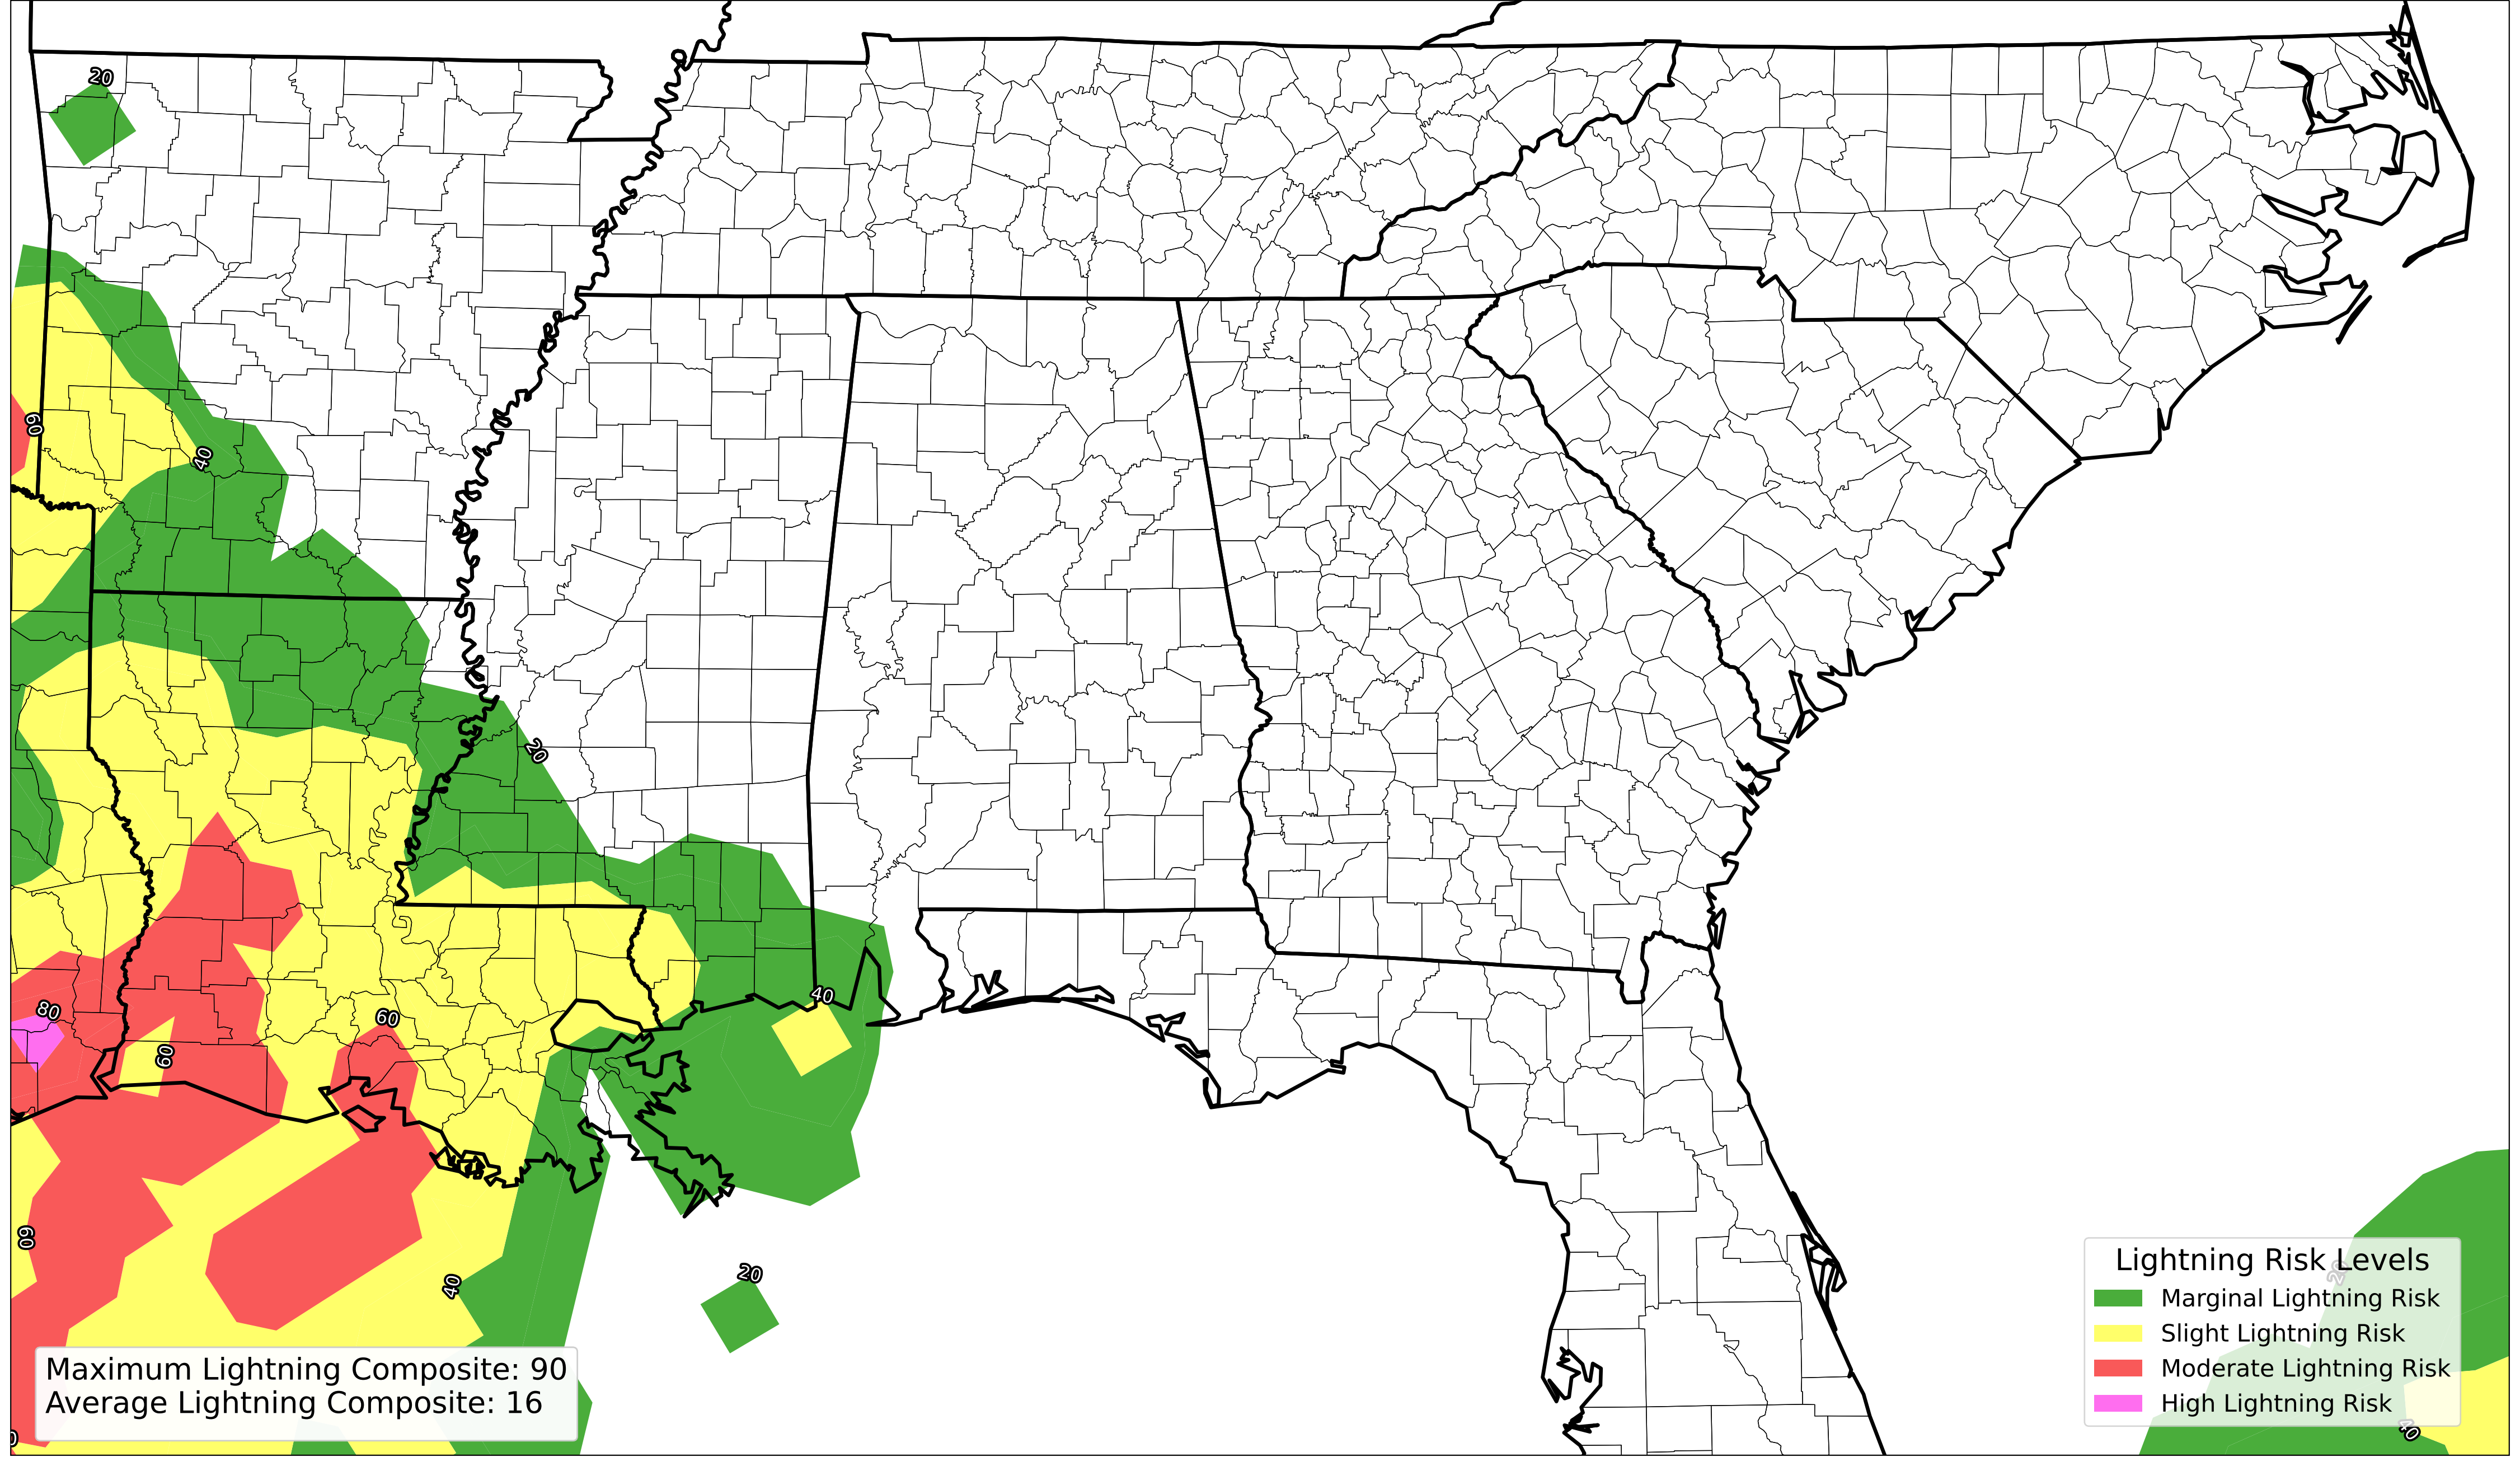 20
60
40
20
80
60
60
40
60
40
20
20
40
Maximum Lightning Composite: 90
Average Lightning Composite: 16
Lightning Risk Levels
Marginal Lightning Risk
Slight Lightning Risk
Moderate Lightning Risk
High Lightning Risk